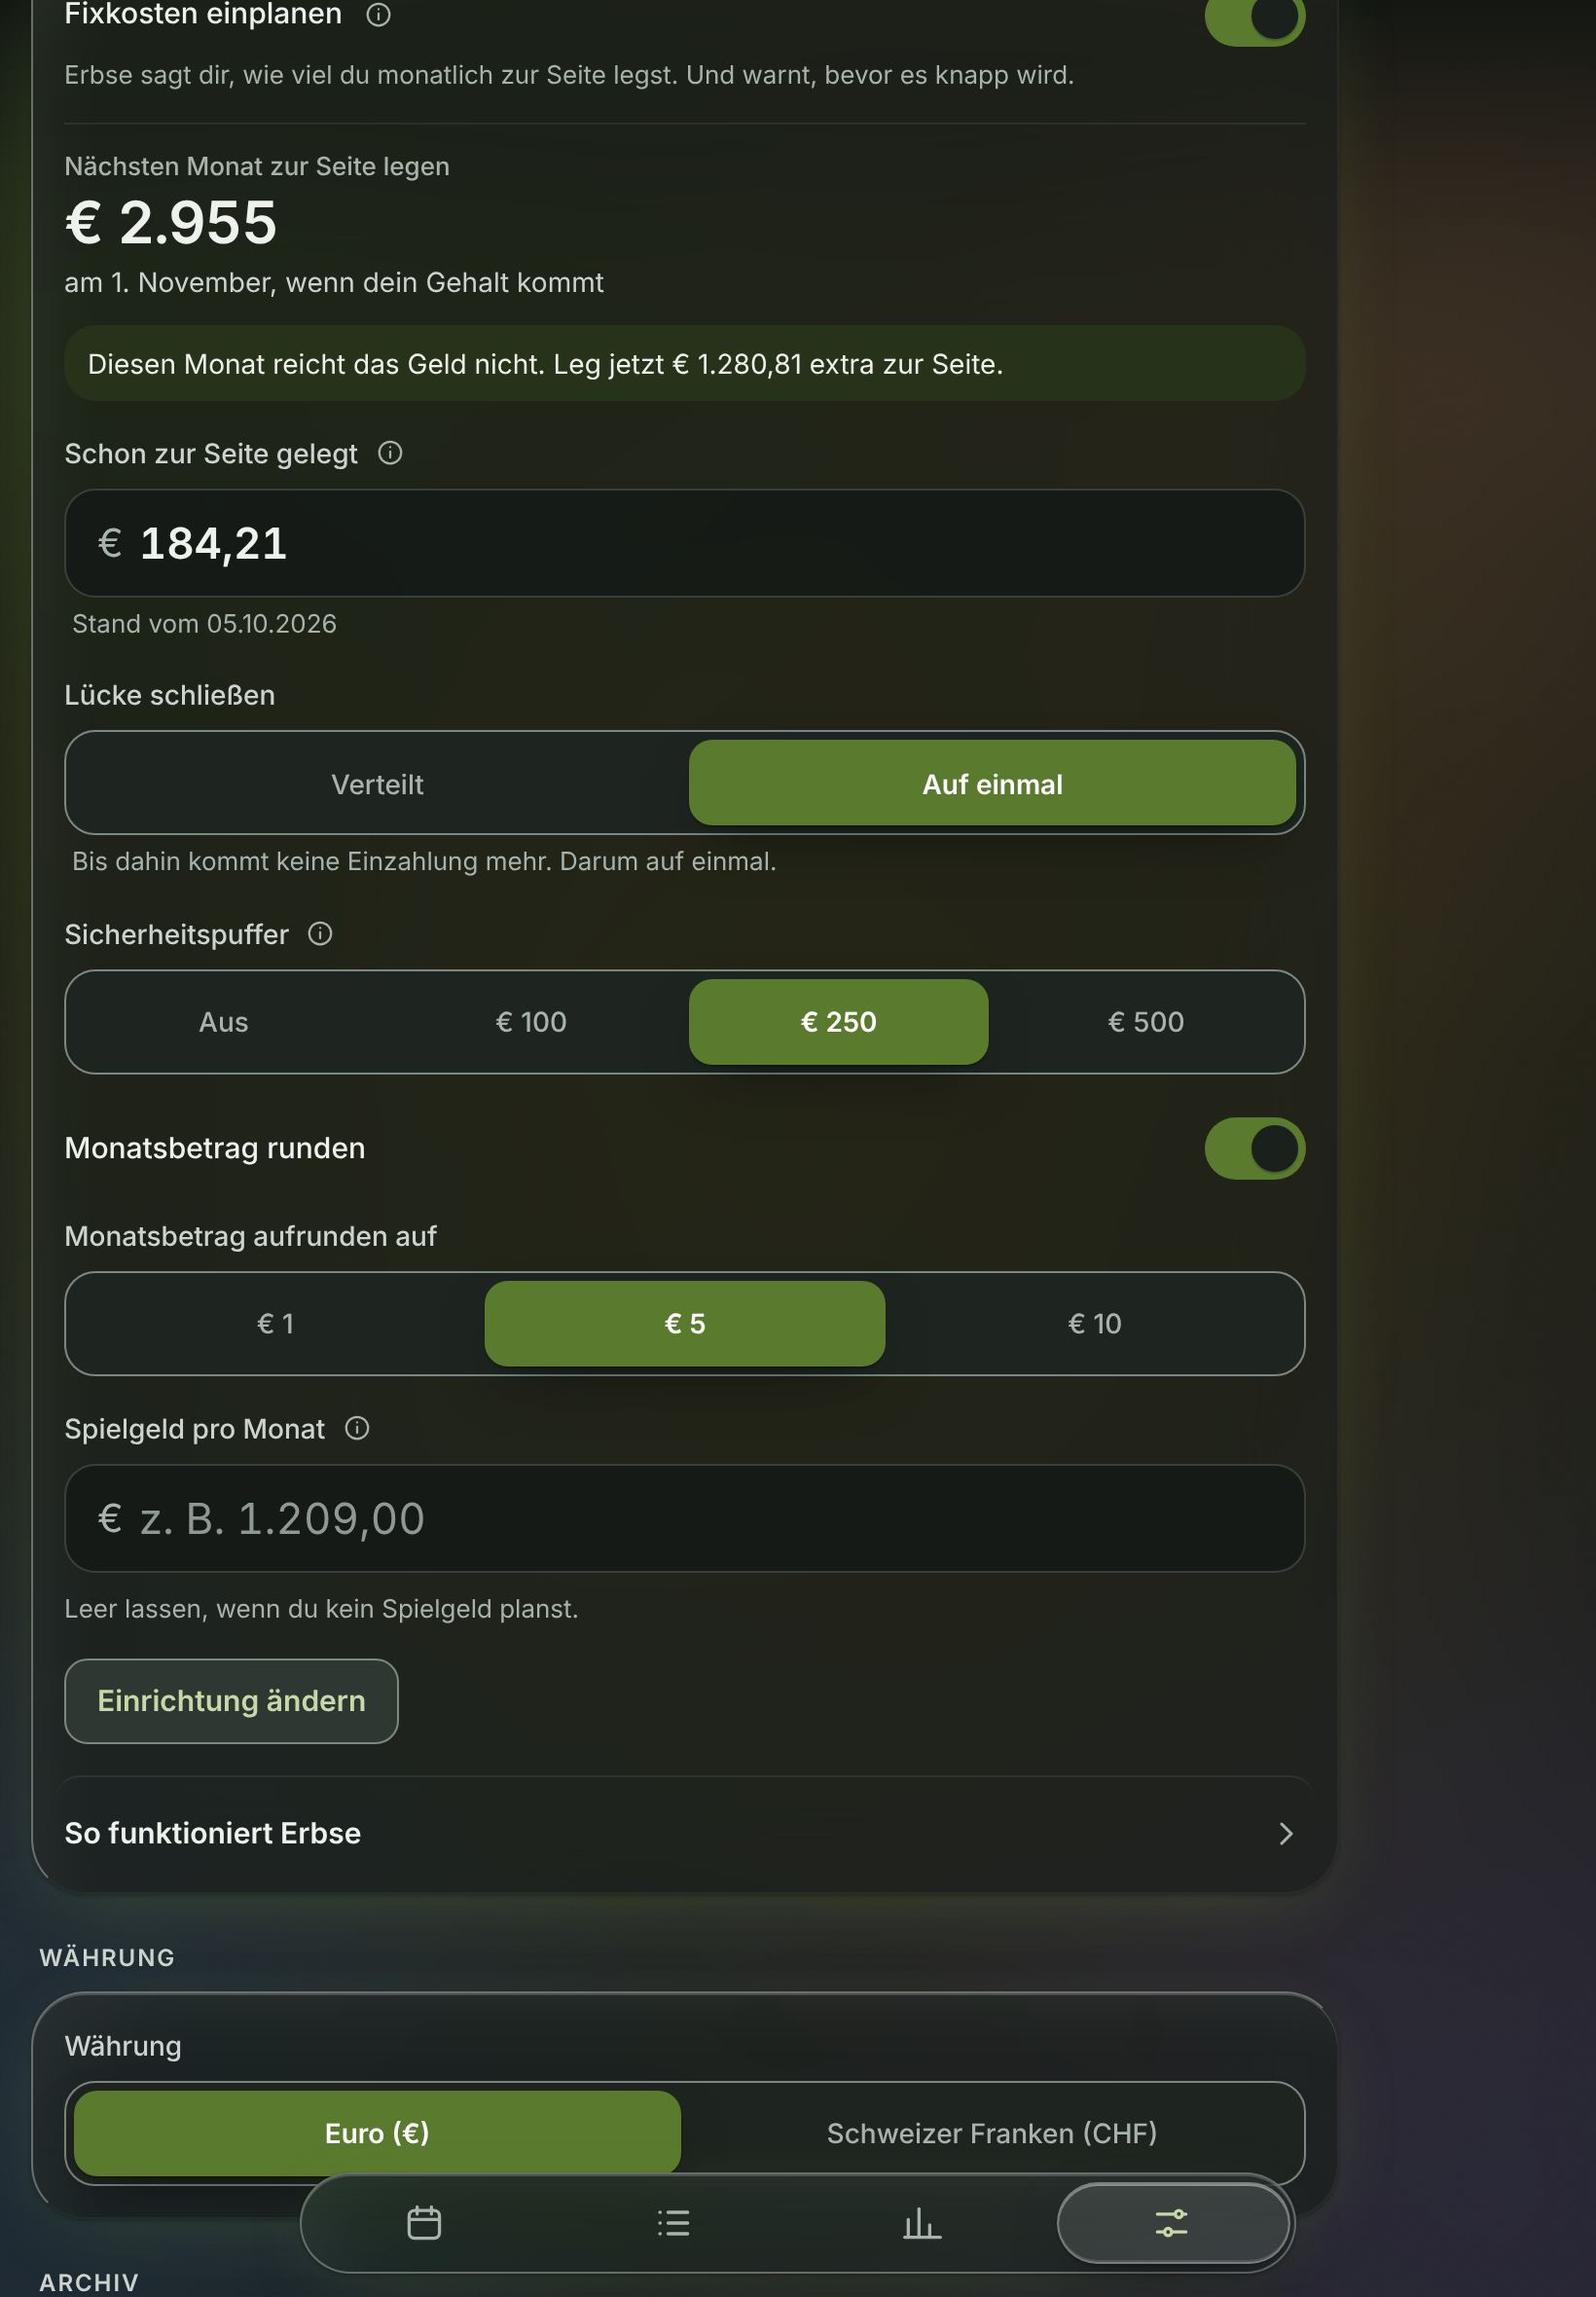 Fixkosten einplanen
Erbse sagt dir, wie viel du monatlich zur Seite legst. Und warnt, bevor es knapp wird.
Nächsten Monat zur Seite legen
€ 2.955
am 1. November, wenn dein Gehalt kommt
Diesen Monat reicht das Geld nicht. Leg jetzt € 1.280,81 extra zur Seite.
Schon zur Seite gelegt
€ 184,21
Stand vom 05.10.2026
Lücke schließen
Verteilt Auf einmal
Bis dahin kommt keine Einzahlung mehr. Darum auf einmal.
Sicherheitspuffer
Aus € 100 € 250 € 500
Monatsbetrag runden
Monatsbetrag aufrunden auf
€ 1 € 5 € 10
Spielgeld pro Monat
€ z. B. 1.209,00
Leer lassen, wenn du kein Spielgeld planst.
Einrichtung ändern
So funktioniert Erbse
WÄHRUNG
Währung
Euro (€) Schweizer Franken (CHF)
ARCHIV